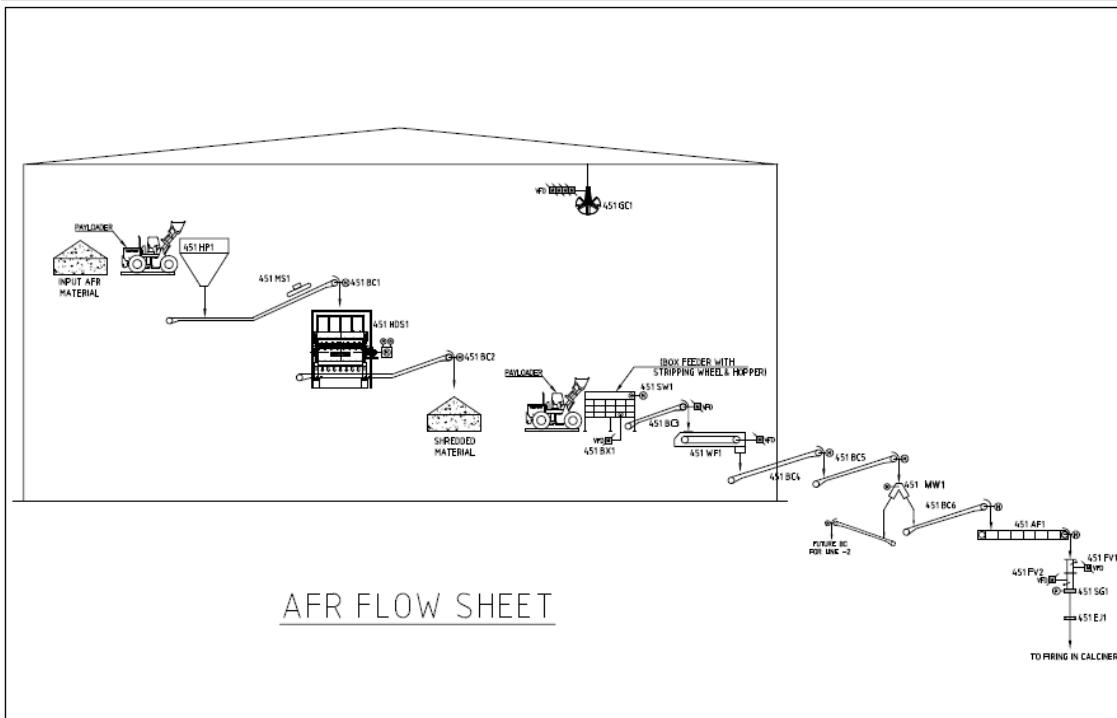 VFD
451 GC1
PAYLOADER
451 HP1
INPUT AFR
MATERIAL
451 MS1
451 BC1
451 HDS1
451 BC2
SHREDDED
MATERIAL
PAYLOADER
(BOX FEEDER WITH
STRIPPING WHEEL & HOPPER)
451 SW1
M
451 BC3
VFD
VFD
451 BX1
451 WF1
VFD
451 BC4
M
451 BC5
M
451 MW1
451 BC6
M
FUTURE BC
FOR LINE -2
451 AF1
M
451 FV1
VFD
451 FV2
VFD
451 SG1
451 EJ1
TO FIRING IN CALCINER
AFR FLOW SHEET